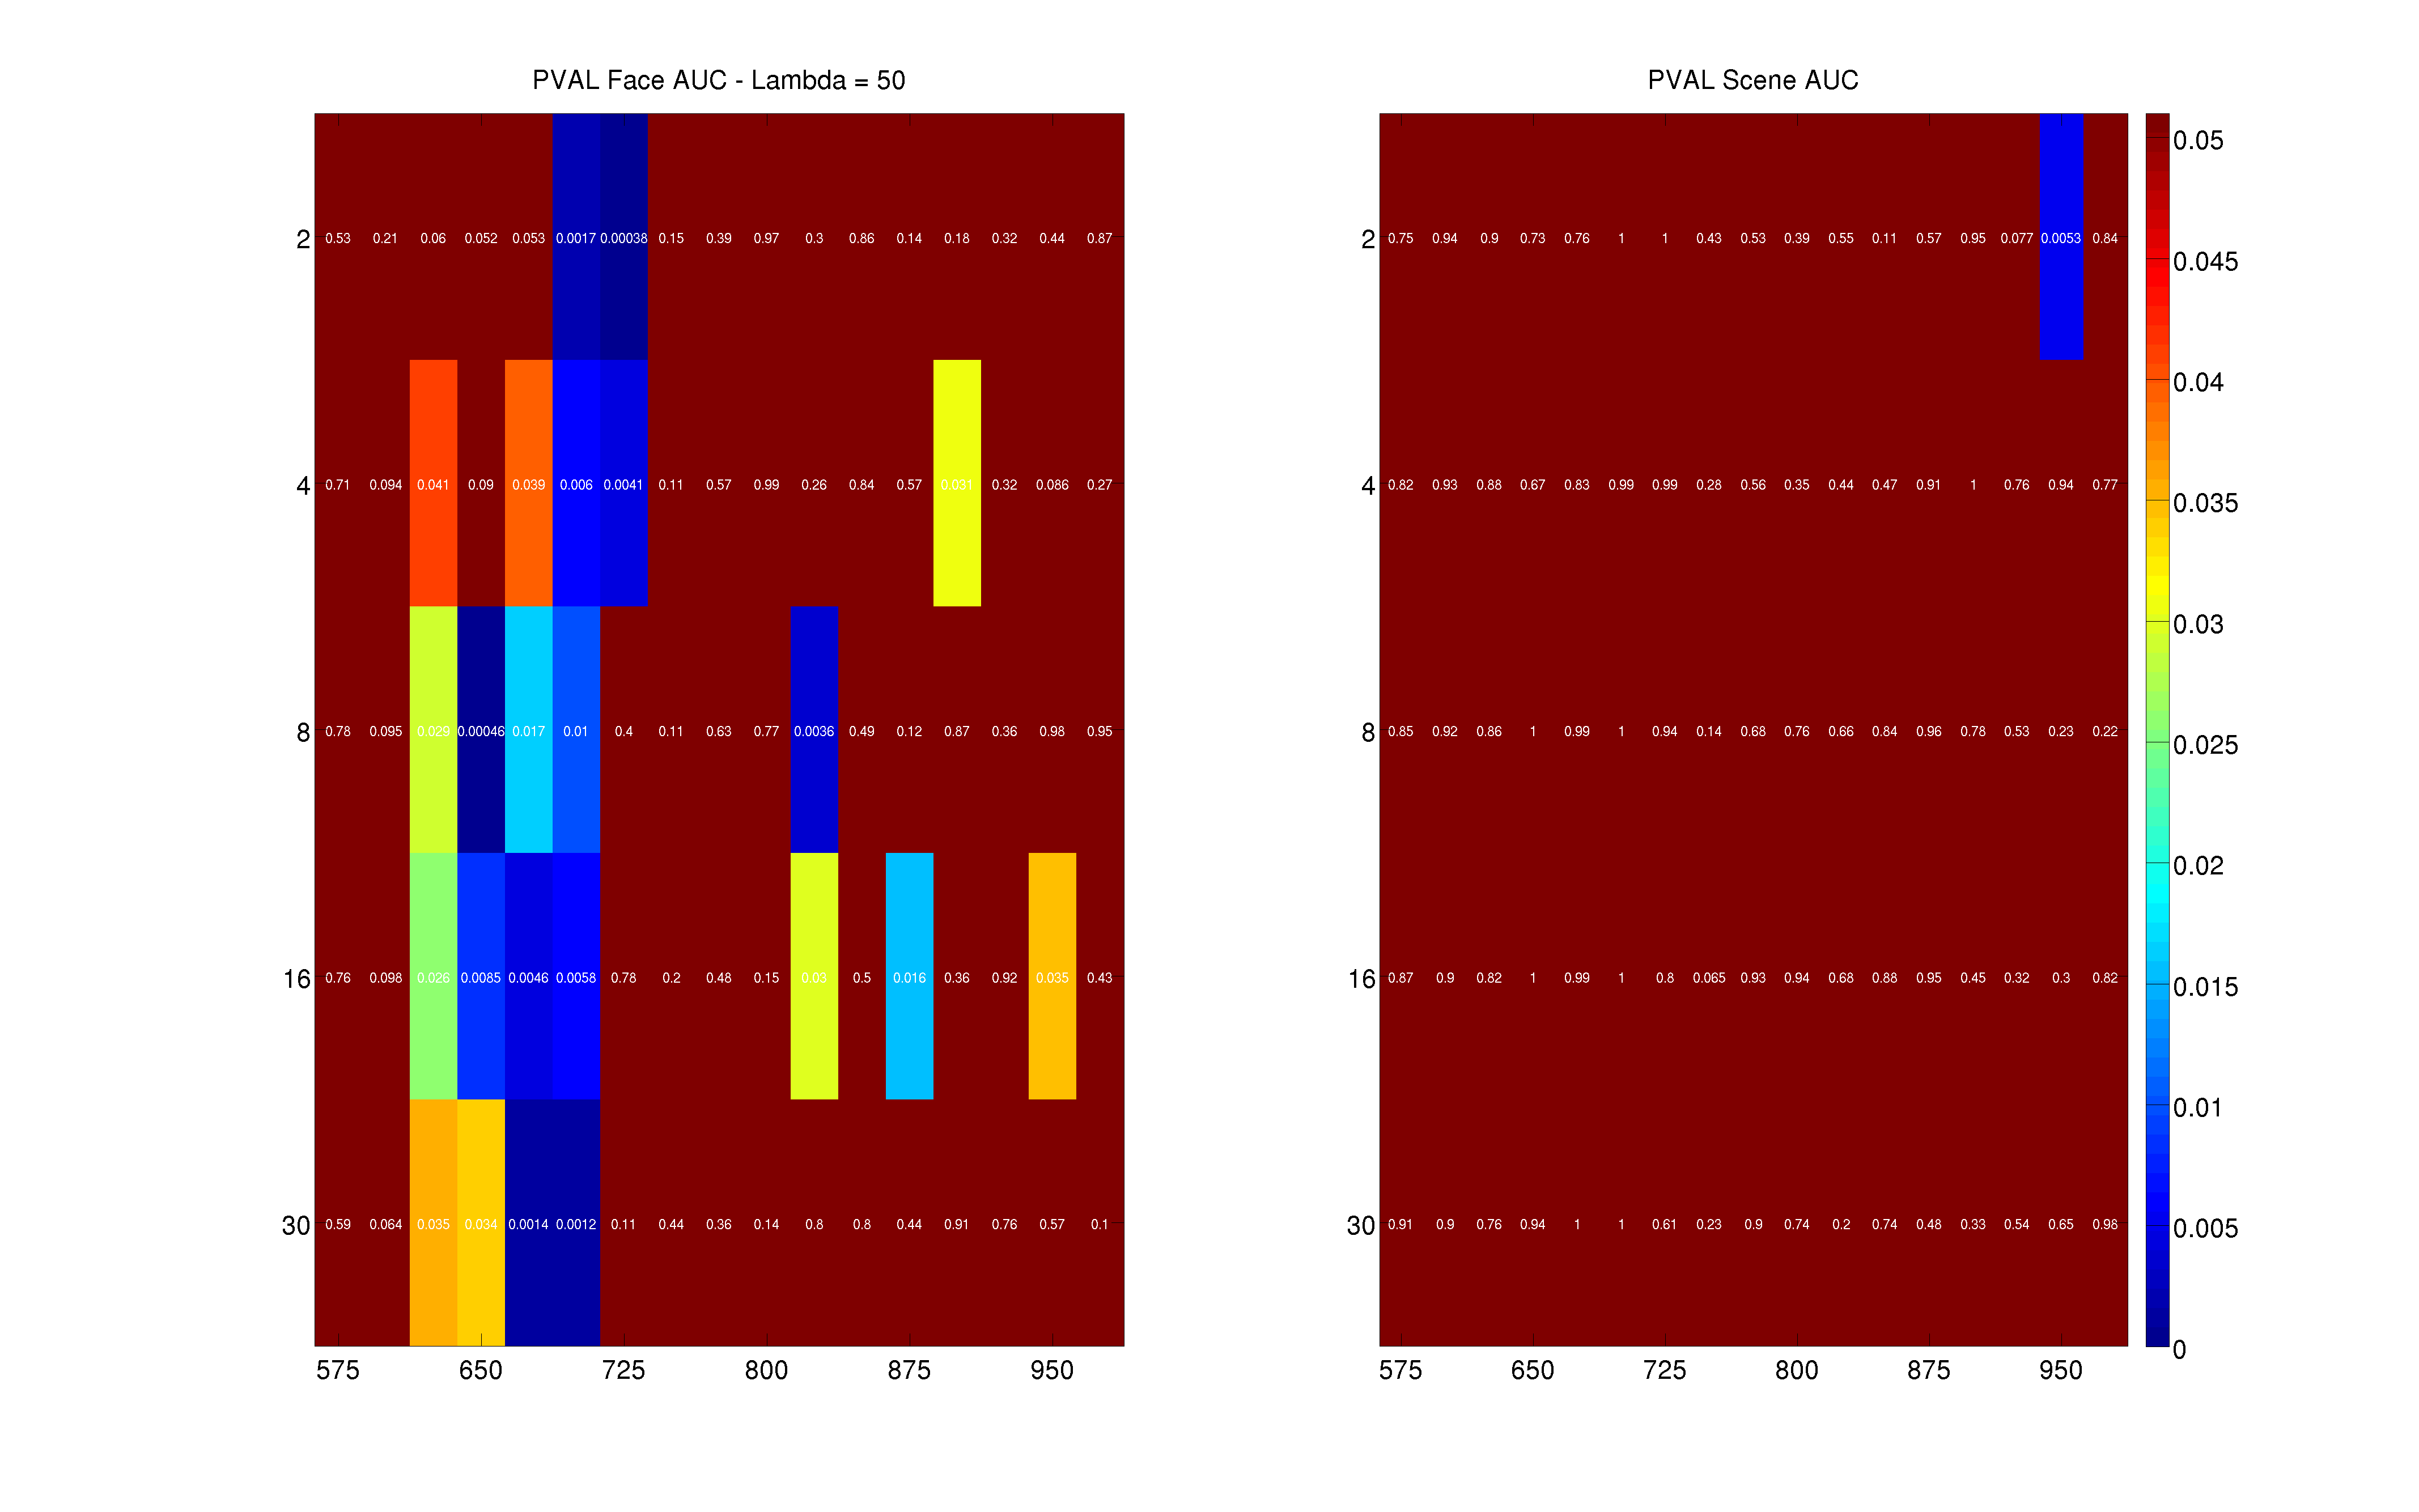 PVAL Face AUC - Lambda = 50
2 0.53 0.21 0.06 0.052 0.053 0.0017 0.00038 0.15 0.39 0.97 0.3 0.86 0.14 0.18 0.32 0.44 0.87
4 0.71 0.094 0.041 0.09 0.039 0.006 0.0041 0.11 0.57 0.99 0.26 0.84 0.57 0.031 0.32 0.086 0.27
8 0.78 0.095 0.029 0.00046 0.017 0.01 0.4 0.11 0.63 0.77 0.0036 0.49 0.12 0.87 0.36 0.98 0.95
16 0.76 0.098 0.026 0.0085 0.0046 0.0058 0.78 0.2 0.48 0.15 0.03 0.5 0.016 0.36 0.92 0.035 0.43
30 0.59 0.064 0.035 0.034 0.0014 0.0012 0.11 0.44 0.36 0.14 0.8 0.8 0.44 0.91 0.76 0.57 0.1
575 650 725 800 875 950
PVAL Scene AUC
2 0.75 0.94 0.9 0.73 0.76 1 1 0.43 0.53 0.39 0.55 0.11 0.57 0.95 0.077 0.0053 0.84
4 0.82 0.93 0.88 0.67 0.83 0.99 0.99 0.28 0.56 0.35 0.44 0.47 0.91 1 0.76 0.94 0.77
8 0.85 0.92 0.86 1 0.99 1 0.94 0.14 0.68 0.76 0.66 0.84 0.96 0.78 0.53 0.23 0.22
16 0.87 0.9 0.82 1 0.99 1 0.8 0.065 0.93 0.94 0.68 0.88 0.95 0.45 0.32 0.3 0.82
30 0.91 0.9 0.76 0.94 1 1 0.61 0.23 0.9 0.74 0.2 0.74 0.48 0.33 0.54 0.65 0.98
575 650 725 800 875 950
0.05
0.045
0.04
0.035
0.03
0.025
0.02
0.015
0.01
0.005
0